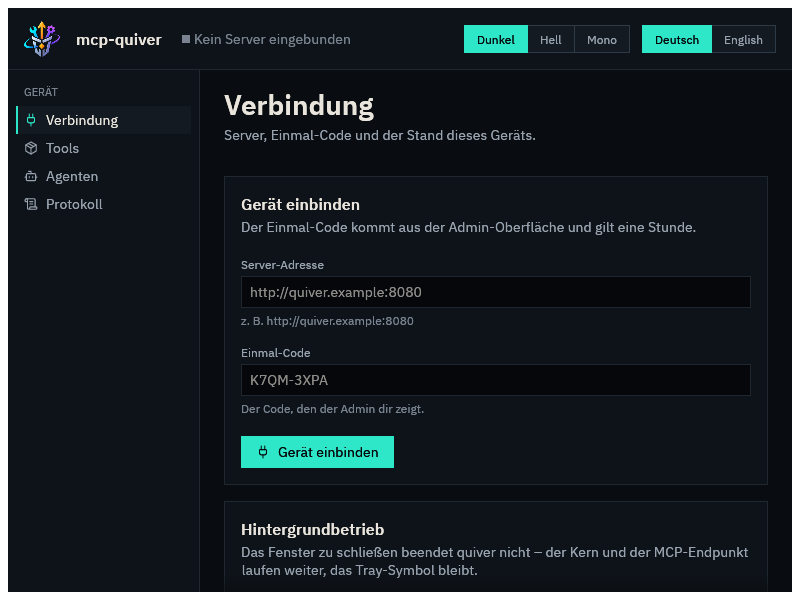 mcp-quiver
Kein Server eingebunden
Dunkel
Hell
Mono
Deutsch
English
GERÄT
Verbindung
Tools
Agenten
Protokoll
Verbindung
Server, Einmal-Code und der Stand dieses Geräts.
Gerät einbinden
Der Einmal-Code kommt aus der Admin-Oberfläche und gilt eine Stunde.
Server-Adresse
http://quiver.example:8080
z. B. http://quiver.example:8080
Einmal-Code
K7QM-3XPA
Der Code, den der Admin dir zeigt.
Gerät einbinden
Hintergrundbetrieb
Das Fenster zu schließen beendet quiver nicht – der Kern und der MCP-Endpunkt
laufen weiter, das Tray-Symbol bleibt.